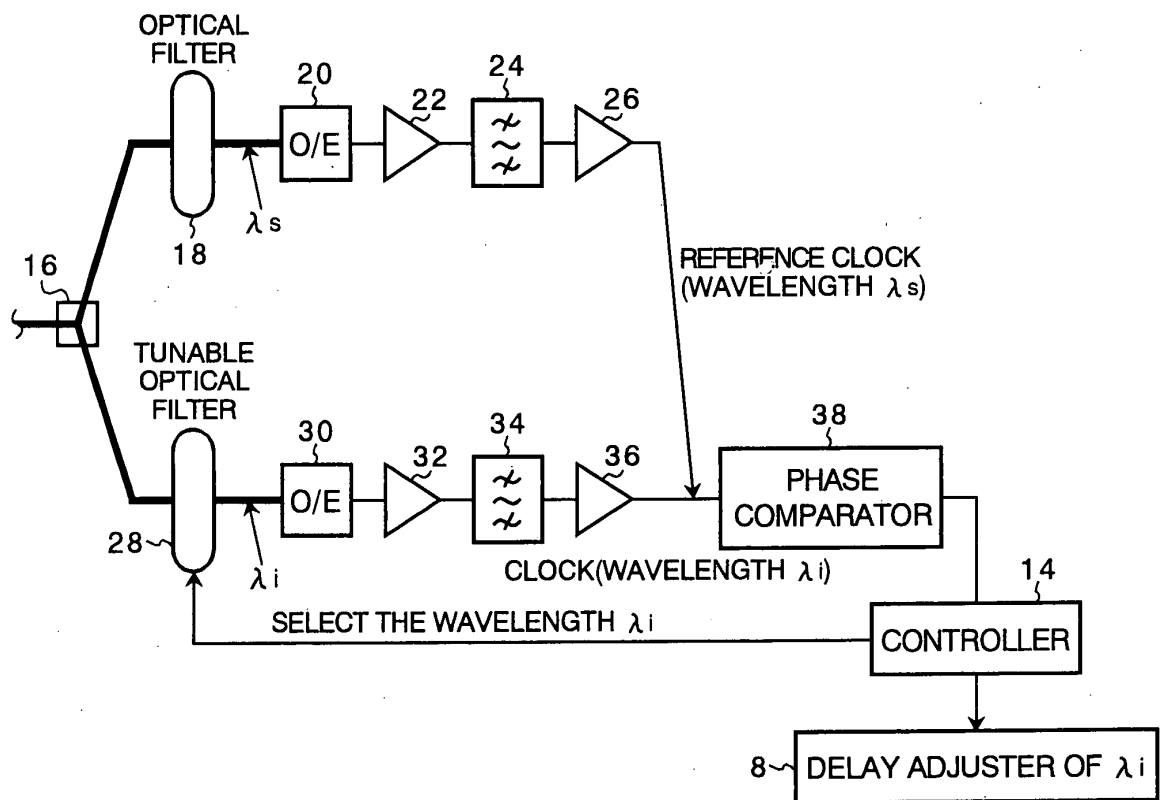 OPTICAL
FILTER
20
22
24
26
O/E
λs
18
16
REFERENCE CLOCK
(WAVELENGTH λs)
TUNABLE
OPTICAL
FILTER
30
32
34
36
38
O/E
PHASE
COMPARATOR
28
λi
CLOCK(WAVELENGTH λi)
14
SELECT THE WAVELENGTH λi
CONTROLLER
8
DELAY ADJUSTER OF λi